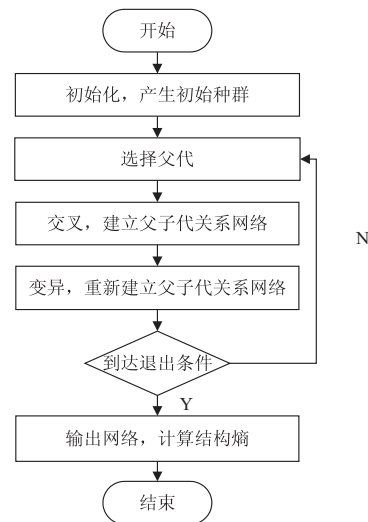 开始
初始化，产生初始种群
选择父代
交叉，建立父子代关系网络
N
变异，重新建立父子代关系网络
到达退出条件
Y
输出网络，计算结构熵
结束